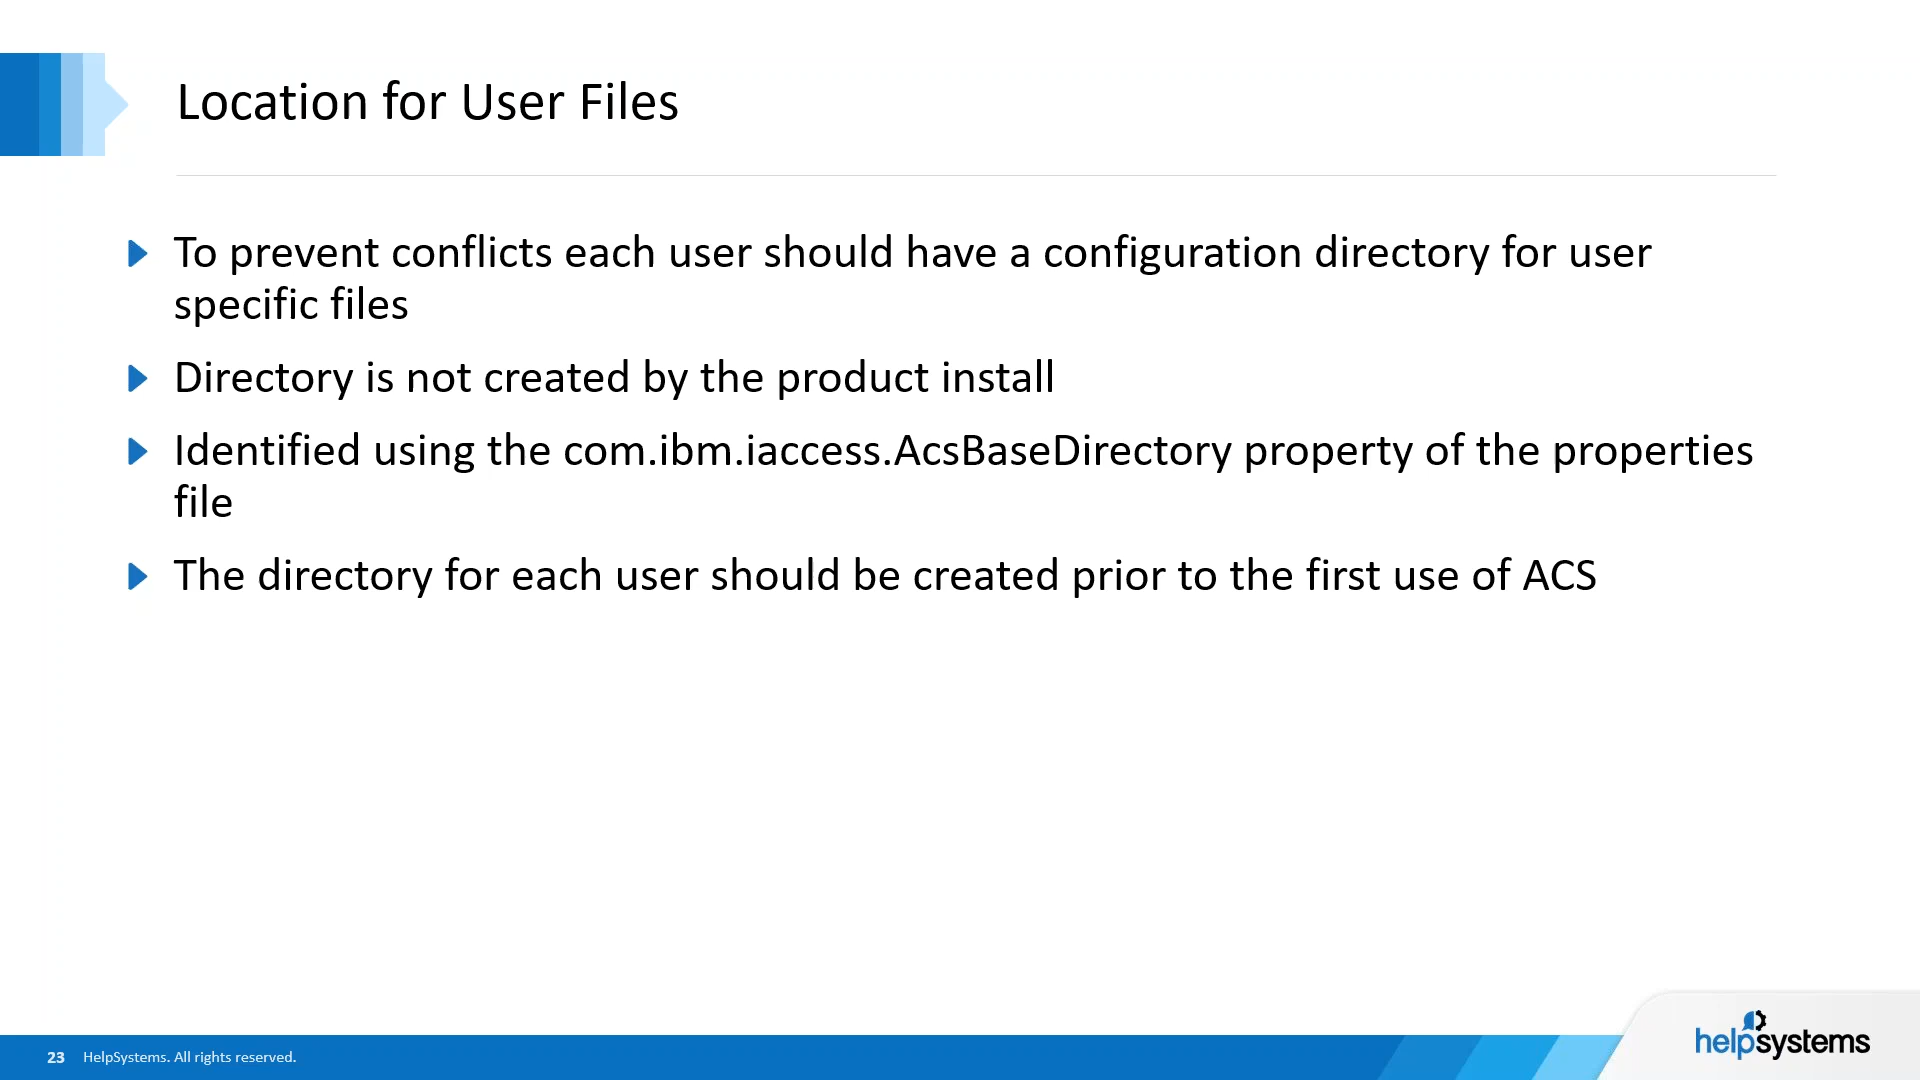 Location for User Files
To prevent conflicts each user should have a configuration directory for user
specific files
Directory is not created by the product install
Identified using the com.ibm.iaccess.AcsBaseDirectory property of the properties
file
The directory for each user should be created prior to the first use of ACS
23 HelpSystems. All rights reserved.
helpsystems